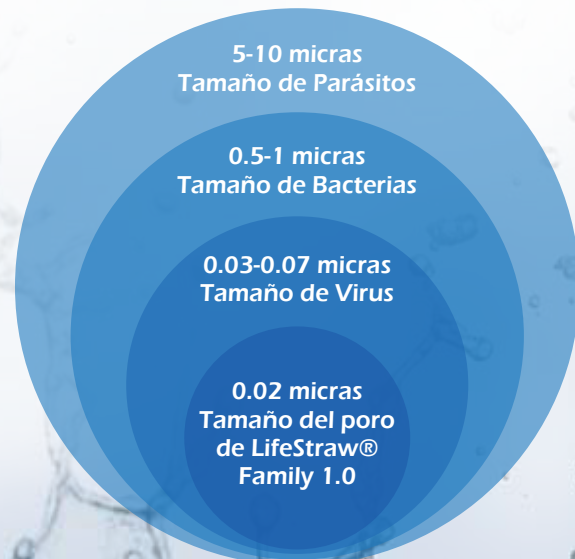 5-10 micras
Tamaño de Parásitos
0.5-1 micras
Tamaño de Bacterias
0.03-0.07 micras
Tamaño de Virus
0.02 micras
Tamaño del poro
de LifeStraw®
Family 1.0